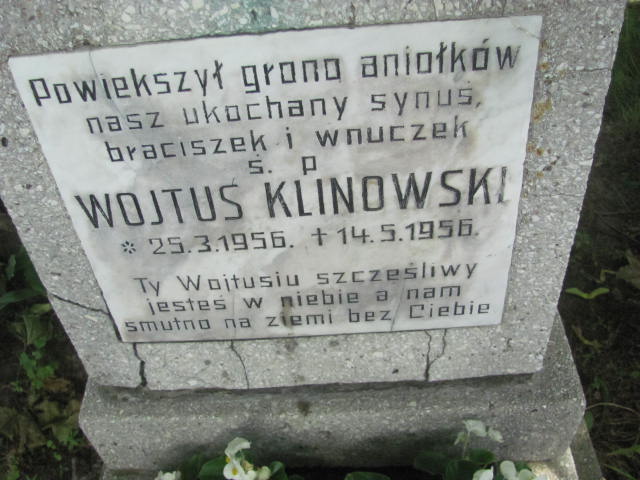 Powiekszył grono aniołków
nasz ukochany synuś,
braciszek i wnuczek
ś. p
WOJTUŚ KLINOWSKI
* 25.3.1956. + 14.5.1956.
Ty Wojtusiu szcześliwy
jesteś w niebie a nam
smutno na ziemi bez Ciebie